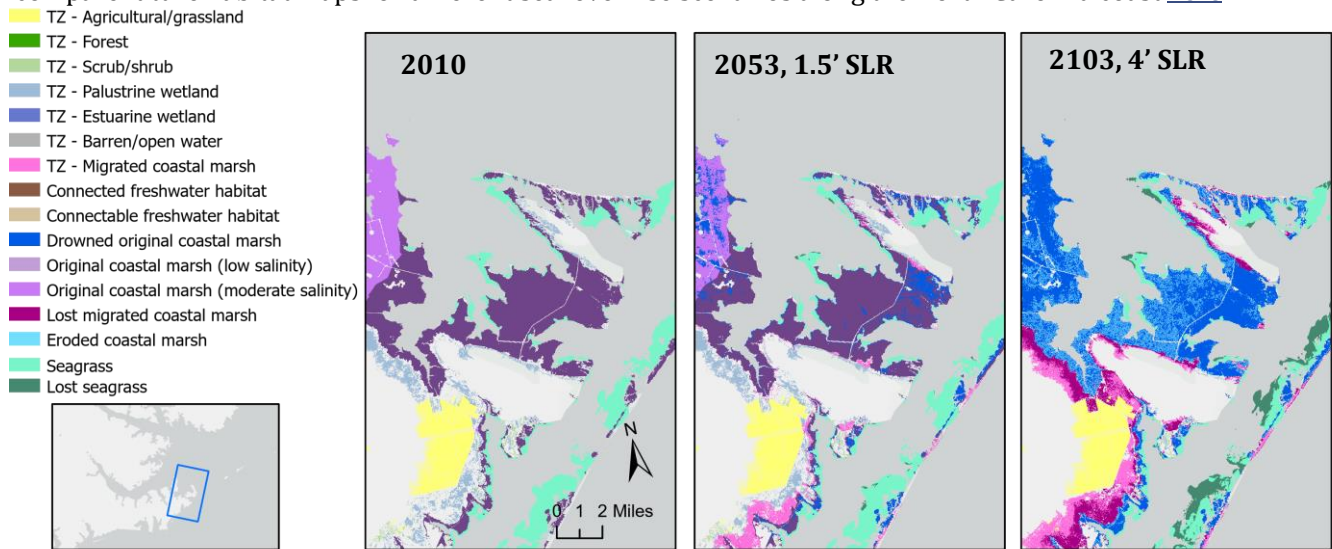 TZ - Agricultural/grassland
TZ - Forest
TZ - Scrub/shrub
TZ - Palustrine wetland
TZ - Estuarine wetland
TZ - Barren/open water
TZ - Migrated coastal marsh
Connected freshwater habitat
Connectable freshwater habitat
Drowned original coastal marsh
Original coastal marsh (low salinity)
Original coastal marsh (moderate salinity)
Lost migrated coastal marsh
Eroded coastal marsh
Seagrass
Lost seagrass
2010
N
0 1 2 Miles
2053, 1.5' SLR
2103, 4' SLR